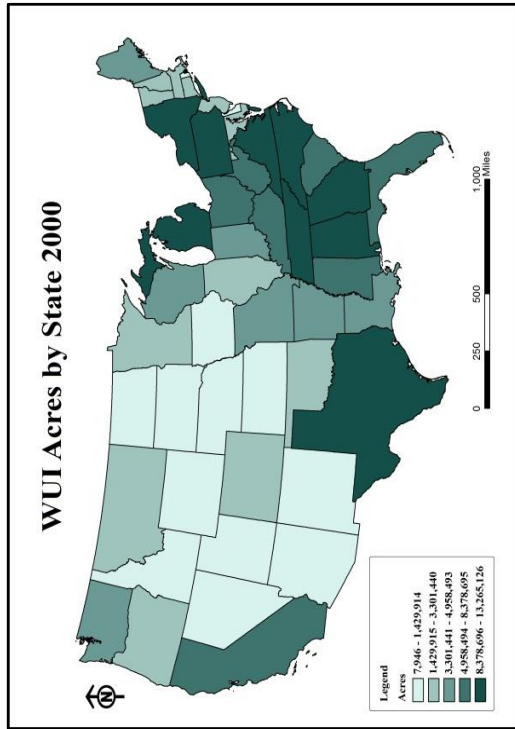 WUI Acres by State 2000
N
Legend
Acres
7,946 - 1,429,914
1,429,915 - 3,301,440
3,301,441 - 4,958,493
4,958,494 - 8,378,695
8,378,696 - 13,265,126
0 250 500 1,000
Miles